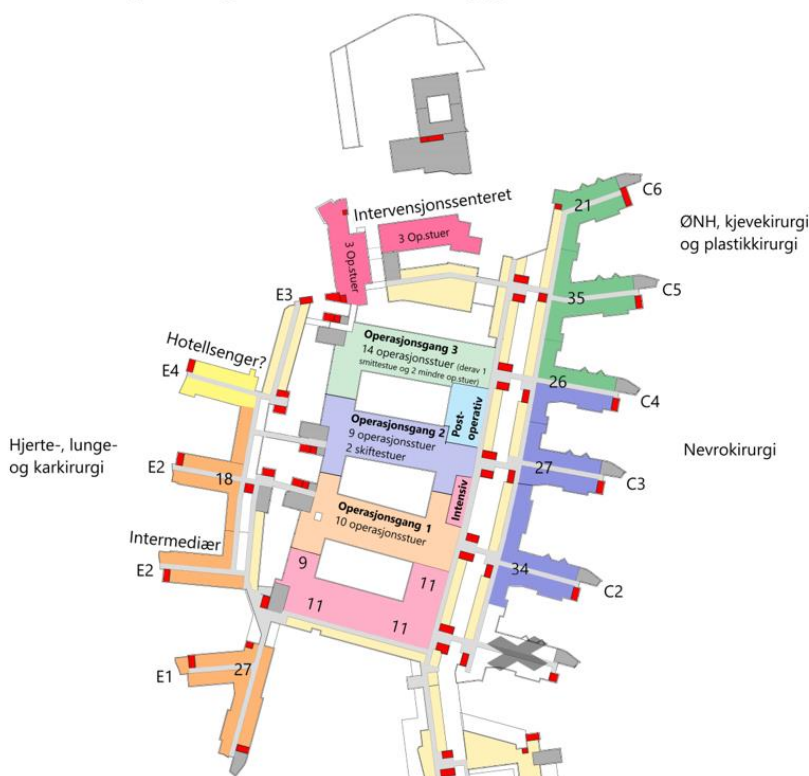 Intervensjonssenteret
3 Op.stuer
3 Op.stuer
C6
21
ØNH, kjevekirurgi
og plastikkirurgi
C5
35
E3
Operasjonsgang 3
14 operasjonsstuer (derav 1
smittestue og 2 mindre op.stuer)
Hotellsenger?
E4
26
C4
Post-
operativ
Operasjonsgang 2
9 operasjonsstuer
2 skiftestuer
Hjerte-, lunge-
og karkirurgi
E2
18
Nevrokirurgi
27
C3
Intensiv
Operasjonsgang 1
10 operasjonsstuer
Intermediær
E2
9
11
34
C2
11
11
E1
27